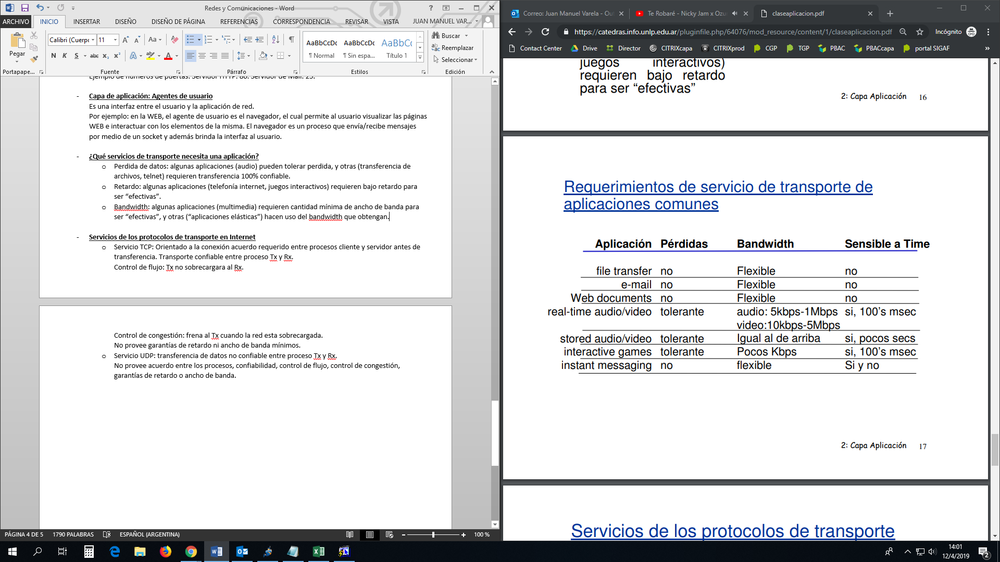 Redes y Comunicaciones - Word
ARCHIVO INICIO INSERTAR DISEÑO DISEÑO DE PÁGINA REFERENCIAS CORRESPONDENCIA REVISAR VISTA JUAN MANUEL VAR...
Pegar
Portapape...
Calibri (Cuerpo 11
Fuente
Párrafo
AaBbCcDc AaBbCcDc AaBbCc
¶ Normal ¶ Sin espa... Título 1
Estilos
Buscar
Reemplazar
Seleccionar
Edición
Ejemplo de números de puertas: Servidor HTTP: 80. Servidor de Mail: 25.
- Capa de aplicación: Agentes de usuario
Es una interfaz entre el usuario y la aplicación de red.
Por ejemplo: en la WEB, el agente de usuario es el navegador, el cual permite al usuario visualizar las páginas
WEB e interactuar con los elementos de la misma. El navegador es un proceso que envía/recibe mensajes
por medio de un socket y además brinda la interfaz al usuario.
- ¿Qué servicios de transporte necesita una aplicación?
o Perdida de datos: algunas aplicaciones (audio) pueden tolerar perdida, y otras (transferencia de
archivos, telnet) requieren transferencia 100% confiable.
o Retardo: algunas aplicaciones (telefonía internet, juegos interactivos) requieren bajo retardo para
ser “efectivas”.
o Bandwidth: algunas aplicaciones (multimedia) requieren cantidad mínima de ancho de banda para
ser “efectivas”, y otras (“aplicaciones elásticas”) hacen uso del bandwidth que obtengan.
- Servicios de los protocolos de transporte en Internet
o Servicio TCP: Orientado a la conexión acuerdo requerido entre procesos cliente y servidor antes de
transferencia. Transporte confiable entre proceso Tx y Rx.
Control de flujo: Tx no sobrecargara al Rx.
Control de congestión: frena al Tx cuando la red esta sobrecargada.
No provee garantías de retardo ni ancho de banda mínimos.
o Servicio UDP: transferencia de datos no confiable entre proceso Tx y Rx.
No provee acuerdo entre los procesos, confiabilidad, control de flujo, control de congestión,
garantías de retardo o ancho de banda.
PÁGINA 4 DE 5 1790 PALABRAS ESPAÑOL (ARGENTINA) 100 %
Correo: Juan Manuel Varela - Ou
Te Robaré - Nicky Jam x Ozu
claseaplicacion.pdf
https://catedras.info.unlp.edu.ar/pluginfile.php/64076/mod_resource/content/1/claseaplicacion.pdf
Incógnito
Contact Center Drive Director CITRIXcapa CITRIXprod CGP TGP PBAC PBACcapa portal SIGAF »
juegos interactivos)
requieren bajo retardo
para ser “efectivas”
2: Capa Aplicación 16
Requerimientos de servicio de transporte de
aplicaciones comunes
Aplicación Pérdidas Bandwidth Sensible a Time
file transfer no Flexible no
e-mail no Flexible no
Web documents no Flexible no
real-time audio/video tolerante audio: 5kbps-1Mbps si, 100’s msec
video:10kbps-5Mbps
stored audio/video tolerante Igual al de arriba si, pocos secs
interactive games tolerante Pocos Kbps si, 100’s msec
instant messaging no flexible Si y no
2: Capa Aplicación 17
Servicios de los protocolos de transporte
14:01
12/4/2019
2